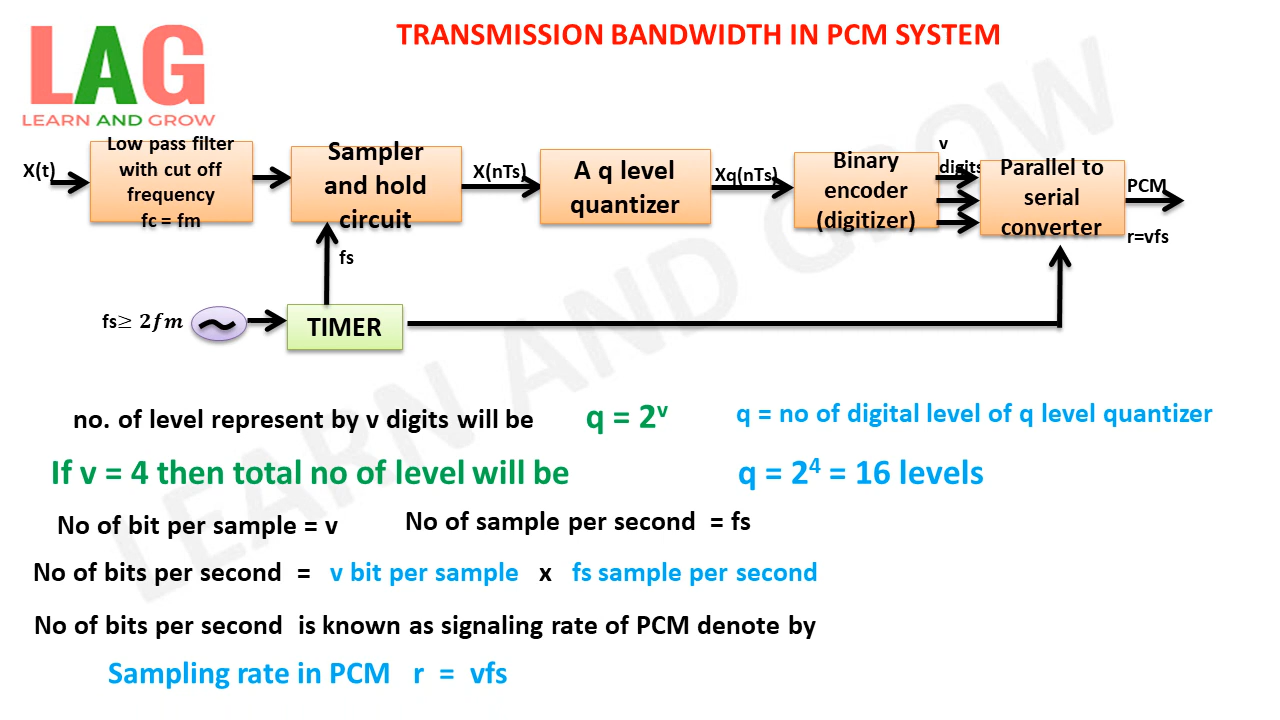 TRANSMISSION BANDWIDTH IN PCM SYSTEM
LAG
LEARN AND GROW
X(t)
Low pass filter
with cut off
frequency
fc = fm
Sampler
and hold
circuit
X(nTs)
A q level
quantizer
Xq(nTs)
Binary
encoder
(digitizer)
v
digits
Parallel to
serial
converter
PCM
r=vfs
fs
fs≥ 2fm
TIMER
no. of level represent by v digits will be q = 2ᵛ q = no of digital level of q level quantizer
If v = 4 then total no of level will be q = 2⁴ = 16 levels
No of bit per sample = v No of sample per second = fs
No of bits per second = v bit per sample x fs sample per second
No of bits per second is known as signaling rate of PCM denote by
Sampling rate in PCM r = vfs
LEARN AND GROW